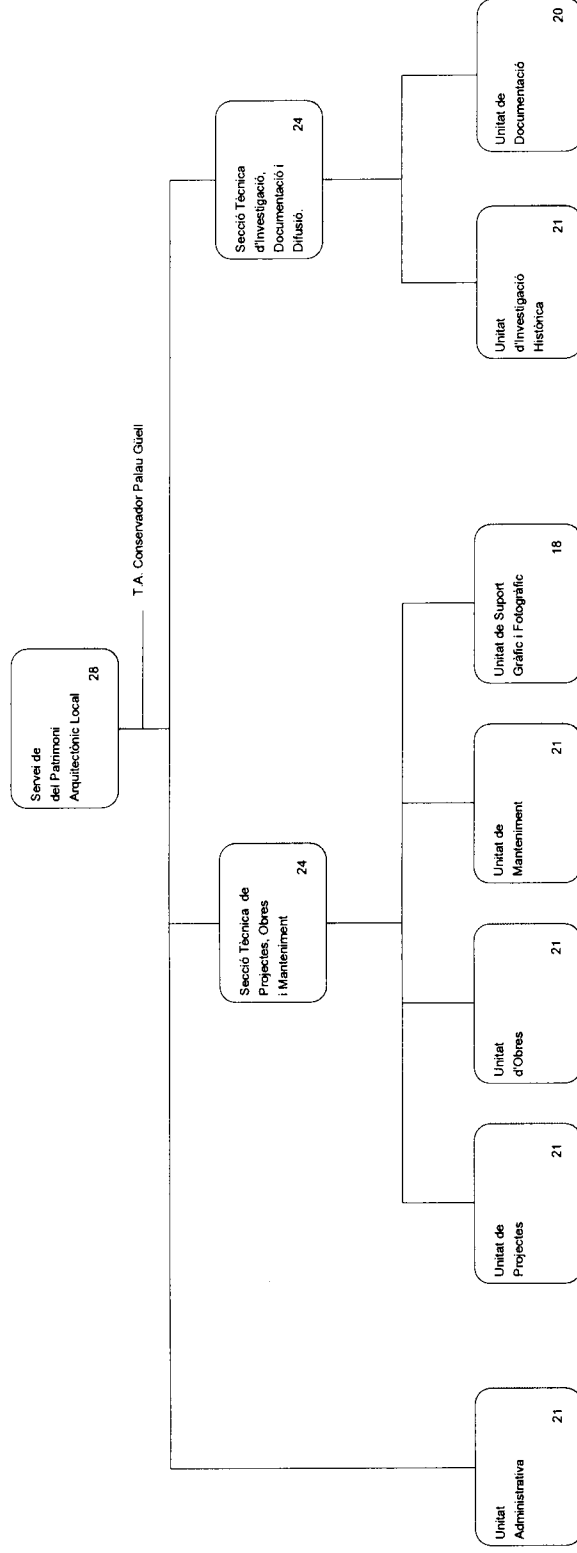 Servei de
del Patrimoni
Arquitectònic Local
28
T.A. Conservador Palau Güell
Secció Tècnica de
Projectes, Obres
i Manteniment
24
Secció Tècnica
d'Investigació,
Documentació i
Difusió.
24
Unitat
Administrativa
21
Unitat de
Projectes
21
Unitat
d'Obres
21
Unitat de
Manteniment
21
Unitat de Suport
Gràfic i Fotogràfic
18
Unitat
d'Investigació
Històrica
21
Unitat de
Documentació
20